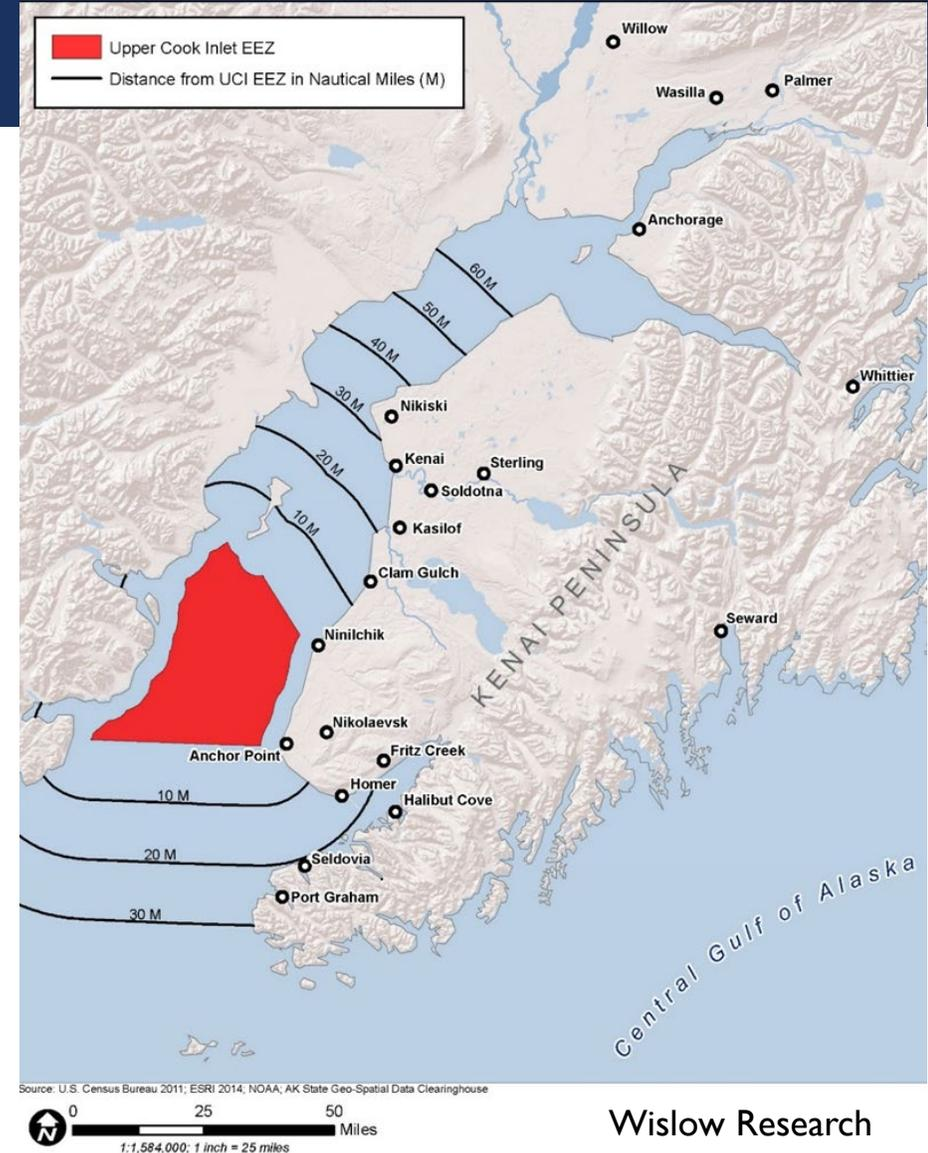 Upper Cook Inlet EEZ
Distance from UCI EEZ in Nautical Miles (M)
Willow
Palmer
Wasilla
Anchorage
60 M
50 M
40 M
Whittier
30 M
Nikiski
Kenai
Sterling
20 M
Soldotna
10 M
Kasilof
Clam Gulch
KENAI PENINSULA
Seward
Ninilchik
Nikolaevsk
Anchor Point
Fritz Creek
Homer
10 M
Halibut Cove
20 M
Seldovia
Port Graham
30 M
Central Gulf of Alaska
Source: U.S. Census Bureau 2011; ESRI 2014; NOAA; AK State Geo-Spatial Data Clearinghouse
N
0 25 50
Miles
1:1,584,000; 1 inch = 25 miles
Wislow Research